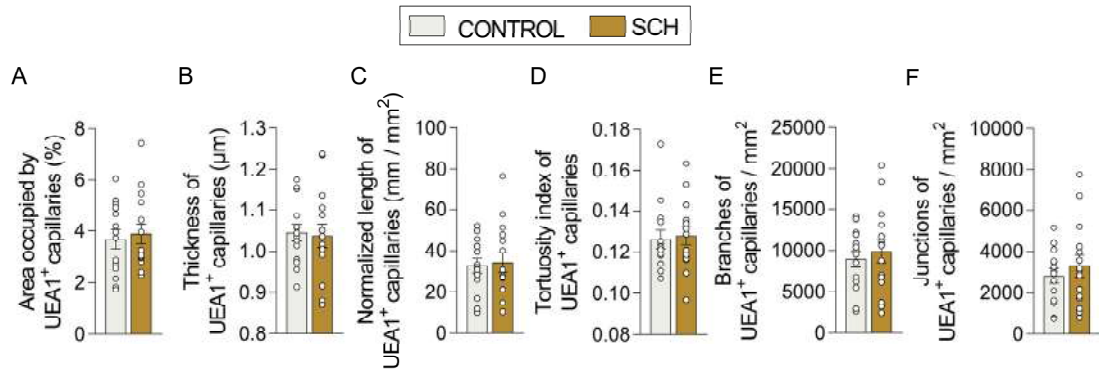 CONTROL SCH
A B C D E F
Area occupied by
UEA1⁺ capillaries (%)
8
6
4
2
0
Thickness of
UEA1⁺ capillaries (µm)
1.3
1.2
1.1
1.0
0.9
0.8
Normalized length of
UEA1⁺ capillaries (mm / mm²)
100
80
60
40
20
0
Tortuosity index of
UEA1⁺ capillaries
0.18
0.16
0.14
0.12
0.10
0.08
Branches of
UEA1⁺ capillaries / mm²
25000
20000
15000
10000
5000
0
Junctions of
UEA1⁺ capillaries / mm²
10000
8000
6000
4000
2000
0